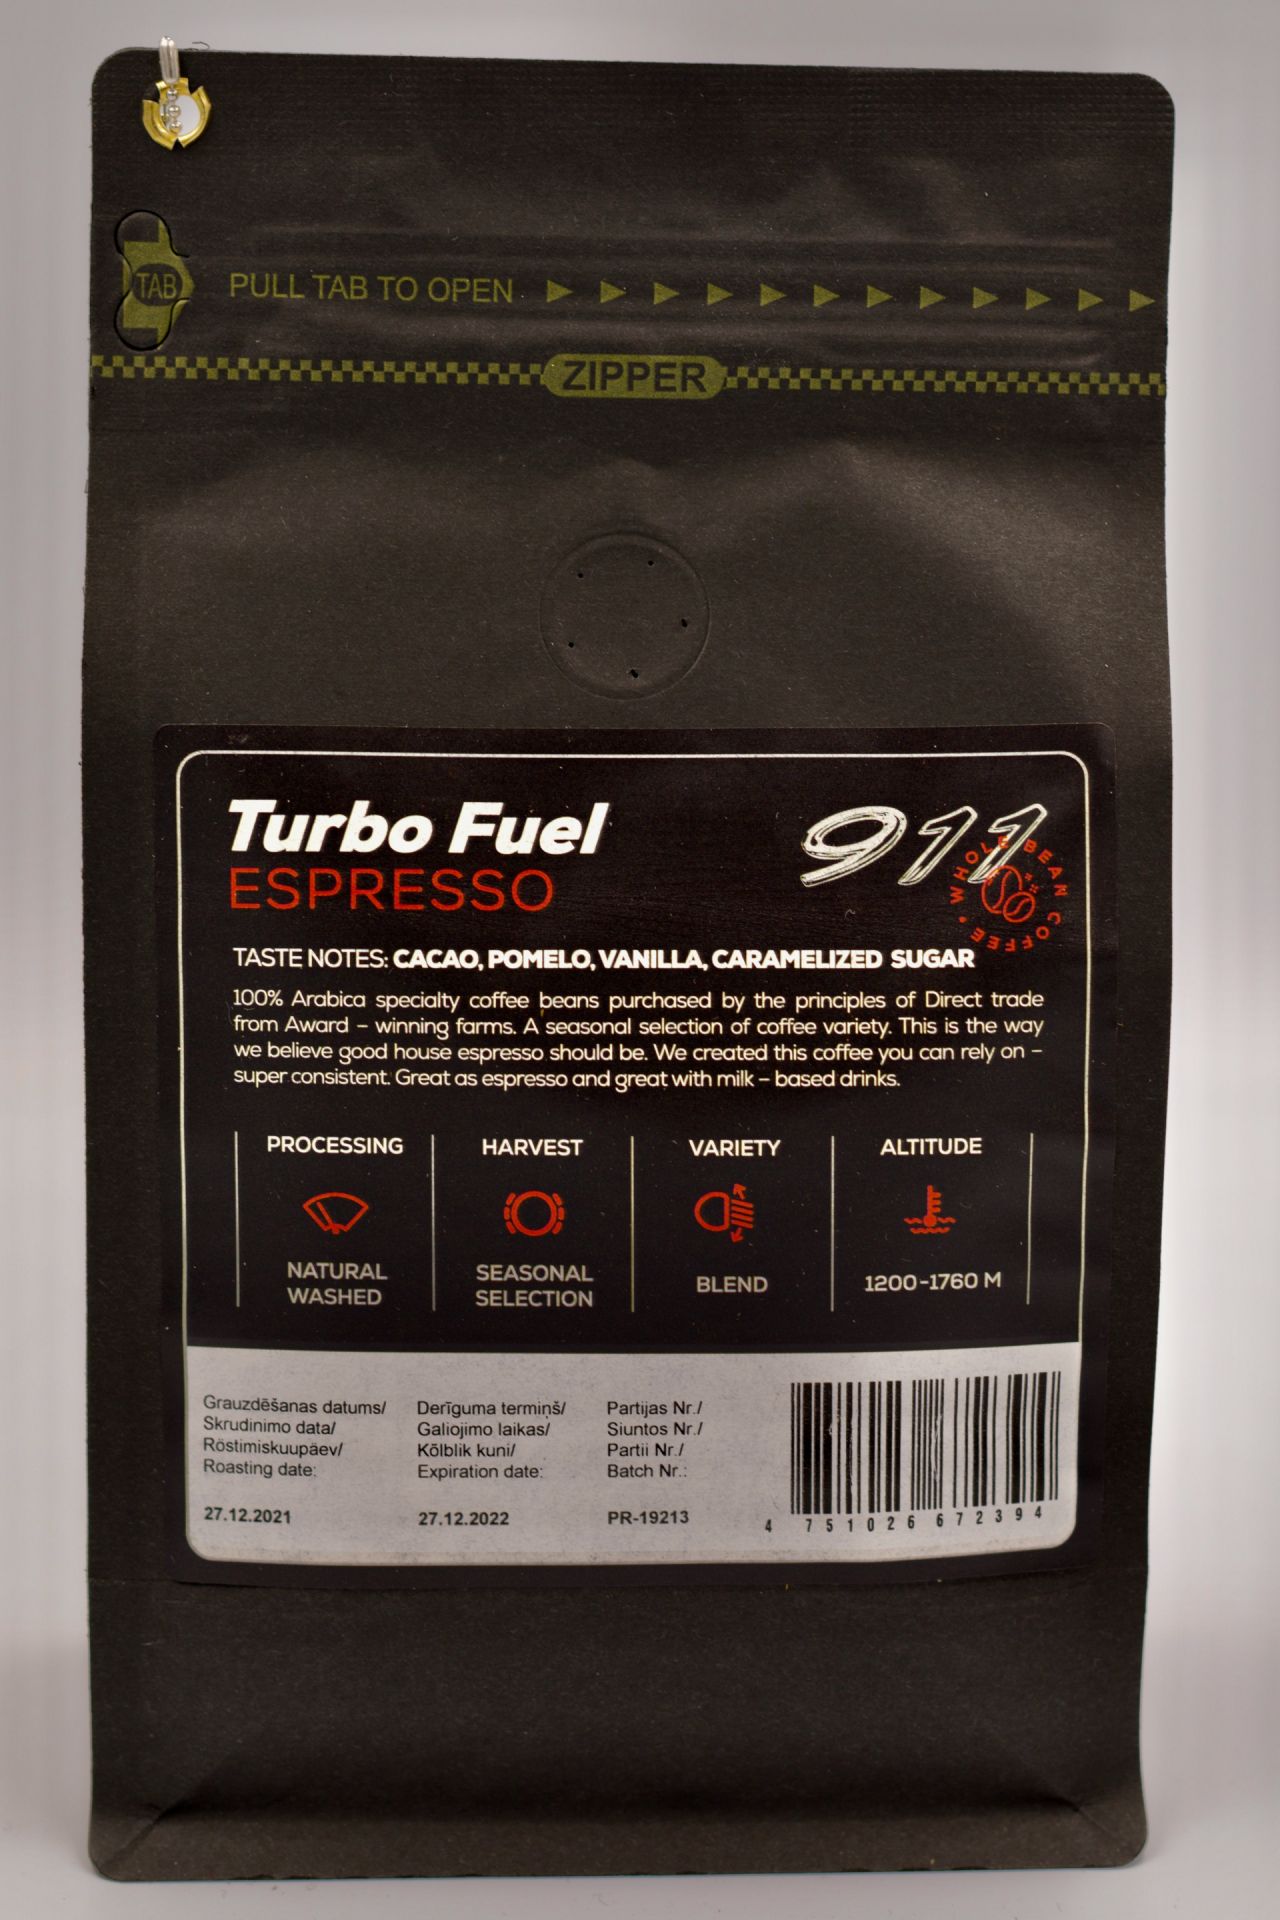 TAB PULL TAB TO OPEN
ZIPPER
Turbo Fuel
ESPRESSO
911
WHOLE BEAN COFFEE
TASTE NOTES: CACAO, POMELO, VANILLA, CARAMELIZED SUGAR
100% Arabica specialty coffee beans purchased by the principles of Direct trade
from Award – winning farms. A seasonal selection of coffee variety. This is the way
we believe good house espresso should be. We created this coffee you can rely on –
super consistent. Great as espresso and great with milk – based drinks.
PROCESSING
NATURAL
WASHED
HARVEST
SEASONAL
SELECTION
VARIETY
BLEND
ALTITUDE
1200-1760 M
Grauzdēšanas datums/
Skrudinimo data/
Röstimiskuupäev/
Roasting date:
27.12.2021
Derīguma termiņš/
Galiojimo laikas/
Kõlblik kuni/
Expiration date:
27.12.2022
Partijas Nr./
Siuntos Nr./
Partii Nr./
Batch Nr.:
PR-19213
4 751026 672394